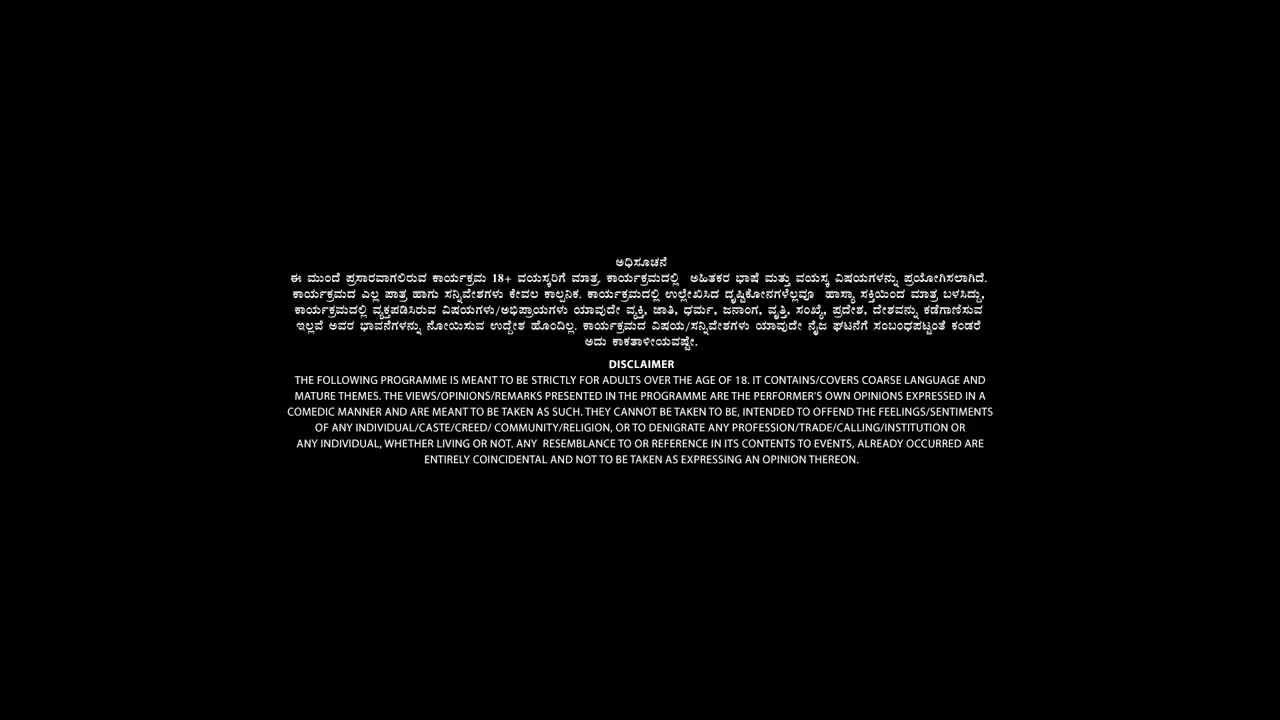 ಅಧಿಸೂಚನೆ
ಈ ಮುಂದೆ ಪ್ರಸಾರವಾಗಲಿರುವ ಕಾರ್ಯಕ್ರಮ 18+ ವಯಸ್ಕರಿಗೆ ಮಾತ್ರ. ಕಾರ್ಯಕ್ರಮದಲ್ಲಿ ಅಹಿತಕರ ಭಾಷೆ ಮತ್ತು ವಯಸ್ಕ ವಿಷಯಗಳನ್ನು ಪ್ರಯೋಗಿಸಲಾಗಿದೆ.
ಕಾರ್ಯಕ್ರಮದ ಎಲ್ಲ ಪಾತ್ರ ಹಾಗು ಸನ್ನಿವೇಶಗಳು ಕೇವಲ ಕಾಲ್ಪನಿಕ. ಕಾರ್ಯಕ್ರಮದಲ್ಲಿ ಉಲ್ಲೇಖಿಸಿದ ದೃಷ್ಟಿಕೋನಗಳೆಲ್ಲವೂ ಹಾಸ್ಯಾ ಸಕ್ತಿಯಿಂದ ಮಾತ್ರ ಬಳಸಿದ್ದು,
ಕಾರ್ಯಕ್ರಮದಲ್ಲಿ ವ್ಯಕ್ತಪಡಿಸಿರುವ ವಿಷಯಗಳು/ಅಭಿಪ್ರಾಯಗಳು ಯಾವುದೇ ವ್ಯಕ್ತಿ, ಜಾತಿ, ಧರ್ಮ, ಜನಾಂಗ, ವೃತ್ತಿ, ಸಂಖ್ಯೆ, ಪ್ರದೇಶ, ದೇಶವನ್ನು ಕಡೆಗಾಣಿಸುವ
ಇಲ್ಲವೆ ಅವರ ಭಾವನೆಗಳನ್ನು ನೋಯಿಸುವ ಉದ್ದೇಶ ಹೊಂದಿಲ್ಲ. ಕಾರ್ಯಕ್ರಮದ ವಿಷಯ/ಸನ್ನಿವೇಶಗಳು ಯಾವುದೇ ನೈಜ ಘಟನೆಗೆ ಸಂಬಂಧಪಟ್ಟಂತೆ ಕಂಡರೆ
ಅದು ಕಾಕತಾಳೀಯವಷ್ಟೇ.
DISCLAIMER
THE FOLLOWING PROGRAMME IS MEANT TO BE STRICTLY FOR ADULTS OVER THE AGE OF 18. IT CONTAINS/COVERS COARSE LANGUAGE AND
MATURE THEMES. THE VIEWS/OPINIONS/REMARKS PRESENTED IN THE PROGRAMME ARE THE PERFORMER'S OWN OPINIONS EXPRESSED IN A
COMEDIC MANNER AND ARE MEANT TO BE TAKEN AS SUCH. THEY CANNOT BE TAKEN TO BE, INTENDED TO OFFEND THE FEELINGS/SENTIMENTS
OF ANY INDIVIDUAL/CASTE/CREED/ COMMUNITY/RELIGION, OR TO DENIGRATE ANY PROFESSION/TRADE/CALLING/INSTITUTION OR
ANY INDIVIDUAL, WHETHER LIVING OR NOT. ANY RESEMBLANCE TO OR REFERENCE IN ITS CONTENTS TO EVENTS, ALREADY OCCURRED ARE
ENTIRELY COINCIDENTAL AND NOT TO BE TAKEN AS EXPRESSING AN OPINION THEREON.